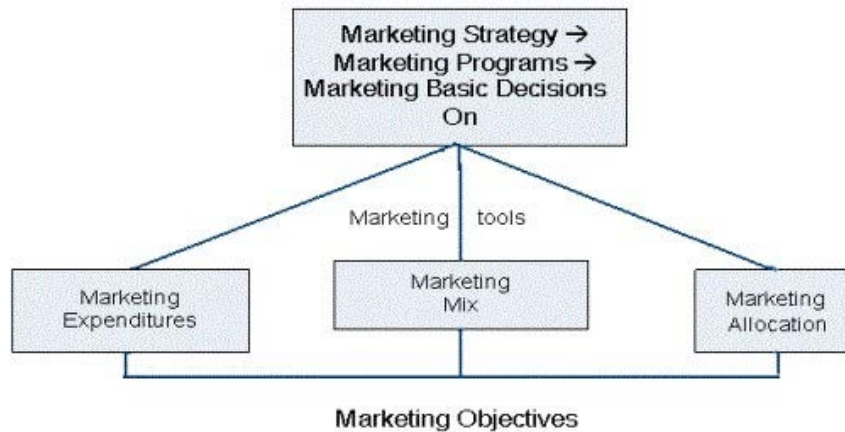 Marketing Strategy →
Marketing Programs →
Marketing Basic Decisions
On
Marketing tools
Marketing
Expenditures
Marketing
Mix
Marketing
Allocation
Marketing Objectives